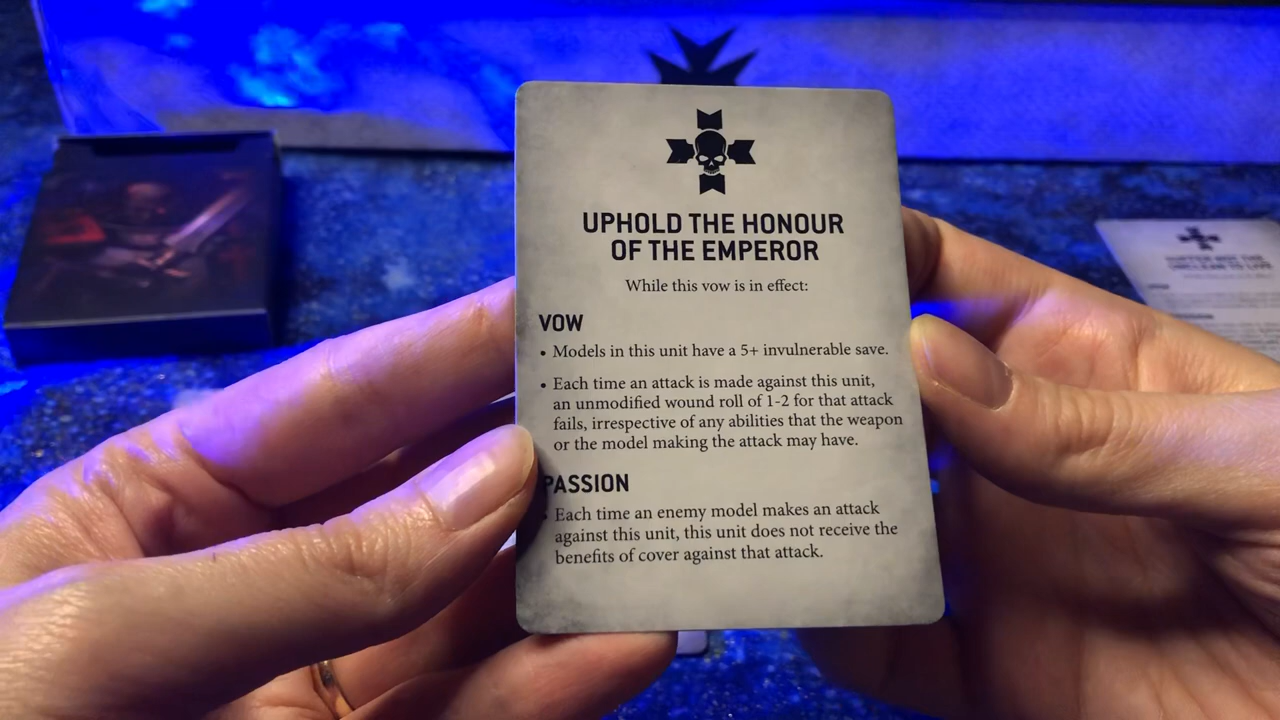 UPHOLD THE HONOUR
OF THE EMPEROR
While this vow is in effect:
VOW
• Models in this unit have a 5+ invulnerable save.
• Each time an attack is made against this unit,
an unmodified wound roll of 1-2 for that attack
fails, irrespective of any abilities that the weapon
or the model making the attack may have.
PASSION
• Each time an enemy model makes an attack
against this unit, this unit does not receive the
benefits of cover against that attack.